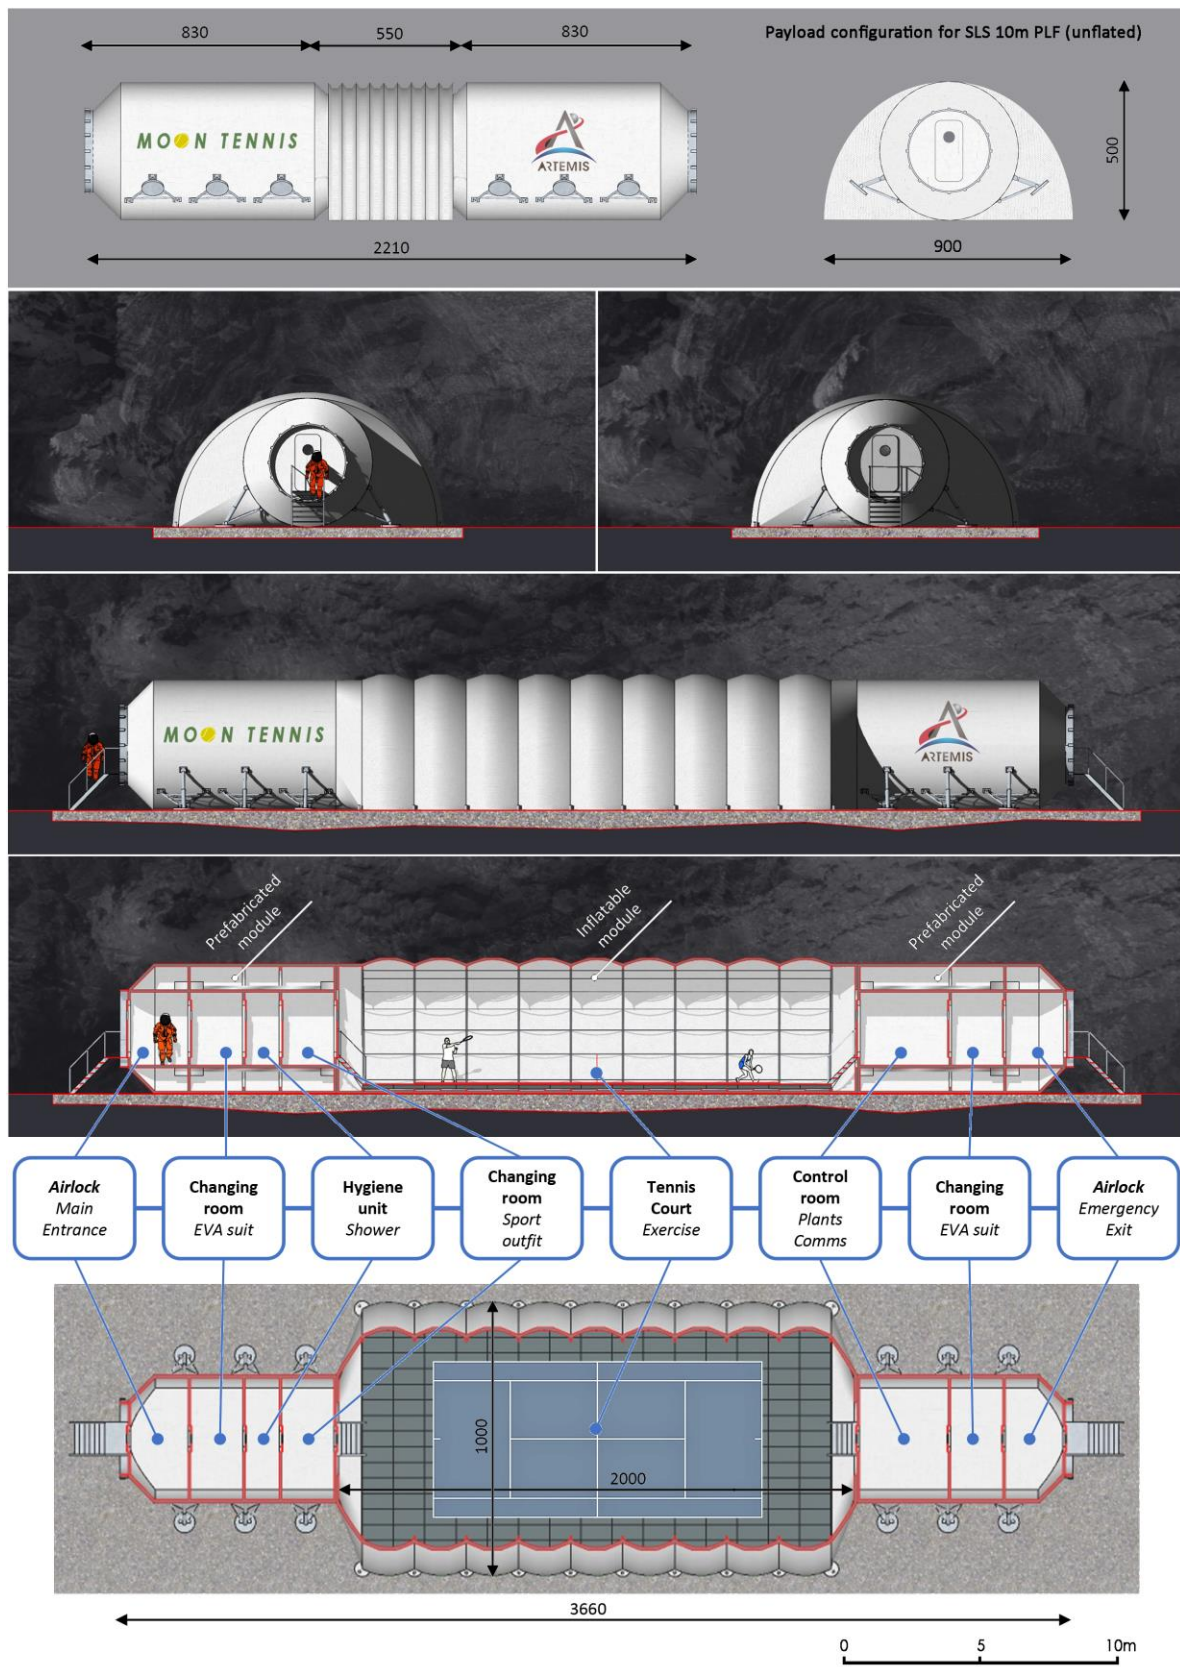 830
550
830
Payload configuration for SLS 10m PLF (unflated)
MOON TENNIS
ARTEMIS
500
2210
900
MOON TENNIS
ARTEMIS
Prefabricated
module
Inflatable
module
Prefabricated
module
Airlock
Main
Entrance
Changing
room
EVA suit
Hygiene
unit
Shower
Changing
room
Sport
outfit
Tennis
Court
Exercise
Control
room
Plants
Comms
Changing
room
EVA suit
Airlock
Emergency
Exit
1000
2000
3660
0 5 10m